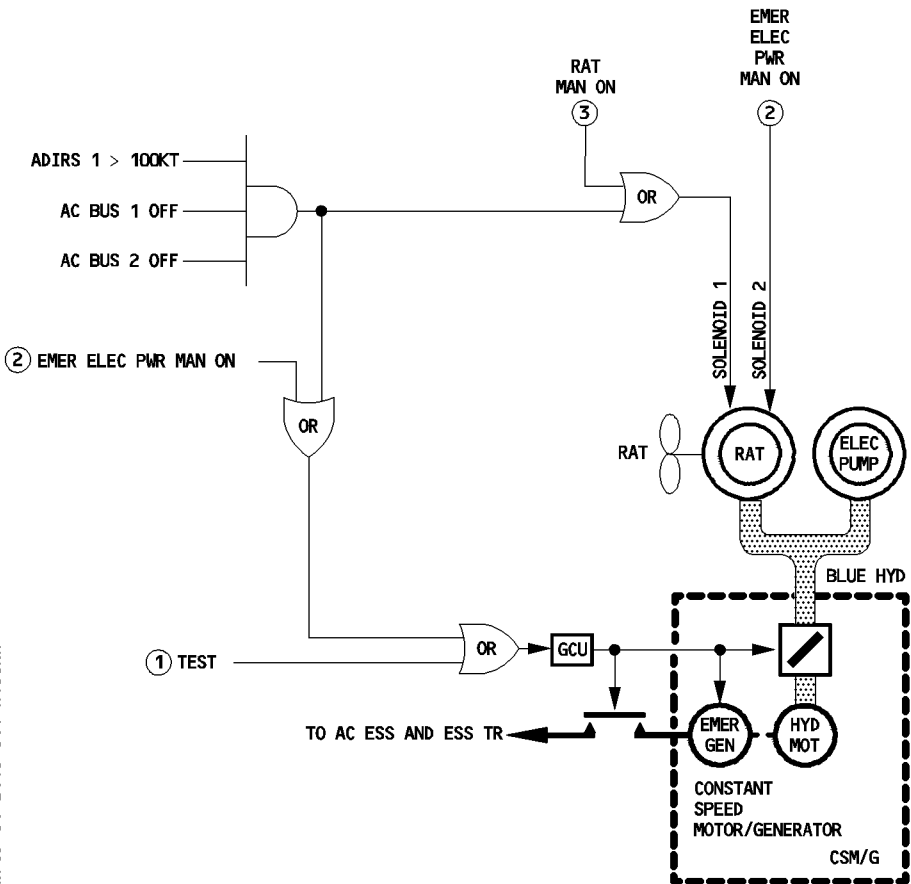 EMER
ELEC
PWR
MAN ON
2
RAT
MAN ON
3
ADIRS 1 > 100KT
AC BUS 1 OFF
AC BUS 2 OFF
OR
SOLENOID 1
SOLENOID 2
2 EMER ELEC PWR MAN ON
OR
RAT
RAT
ELEC
PUMP
BLUE HYD
1 TEST
OR
GCU
TO AC ESS AND ESS TR
EMER
GEN
HYD
MOT
CONSTANT
SPEED
MOTOR/GENERATOR
CSM/G